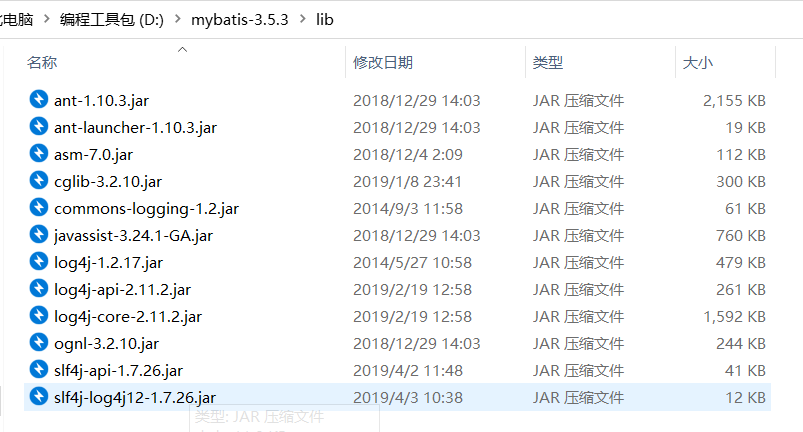 电脑 > 编程工具包 (D:) > mybatis-3.5.3 > lib
名称 修改日期 类型 大小
ant-1.10.3.jar 2018/12/29 14:03 JAR 压缩文件 2,155 KB
ant-launcher-1.10.3.jar 2018/12/29 14:03 JAR 压缩文件 19 KB
asm-7.0.jar 2018/12/4 2:09 JAR 压缩文件 112 KB
cglib-3.2.10.jar 2019/1/8 23:41 JAR 压缩文件 300 KB
commons-logging-1.2.jar 2014/9/3 11:58 JAR 压缩文件 61 KB
javassist-3.24.1-GA.jar 2018/12/29 14:03 JAR 压缩文件 760 KB
log4j-1.2.17.jar 2014/5/27 10:58 JAR 压缩文件 479 KB
log4j-api-2.11.2.jar 2019/2/19 12:58 JAR 压缩文件 261 KB
log4j-core-2.11.2.jar 2019/2/19 12:58 JAR 压缩文件 1,592 KB
ognl-3.2.10.jar 2018/12/29 14:03 JAR 压缩文件 244 KB
slf4j-api-1.7.26.jar 2019/4/2 11:48 JAR 压缩文件 41 KB
slf4j-log4j12-1.7.26.jar 2019/4/3 10:38 JAR 压缩文件 12 KB
类型: JAR 压缩文件